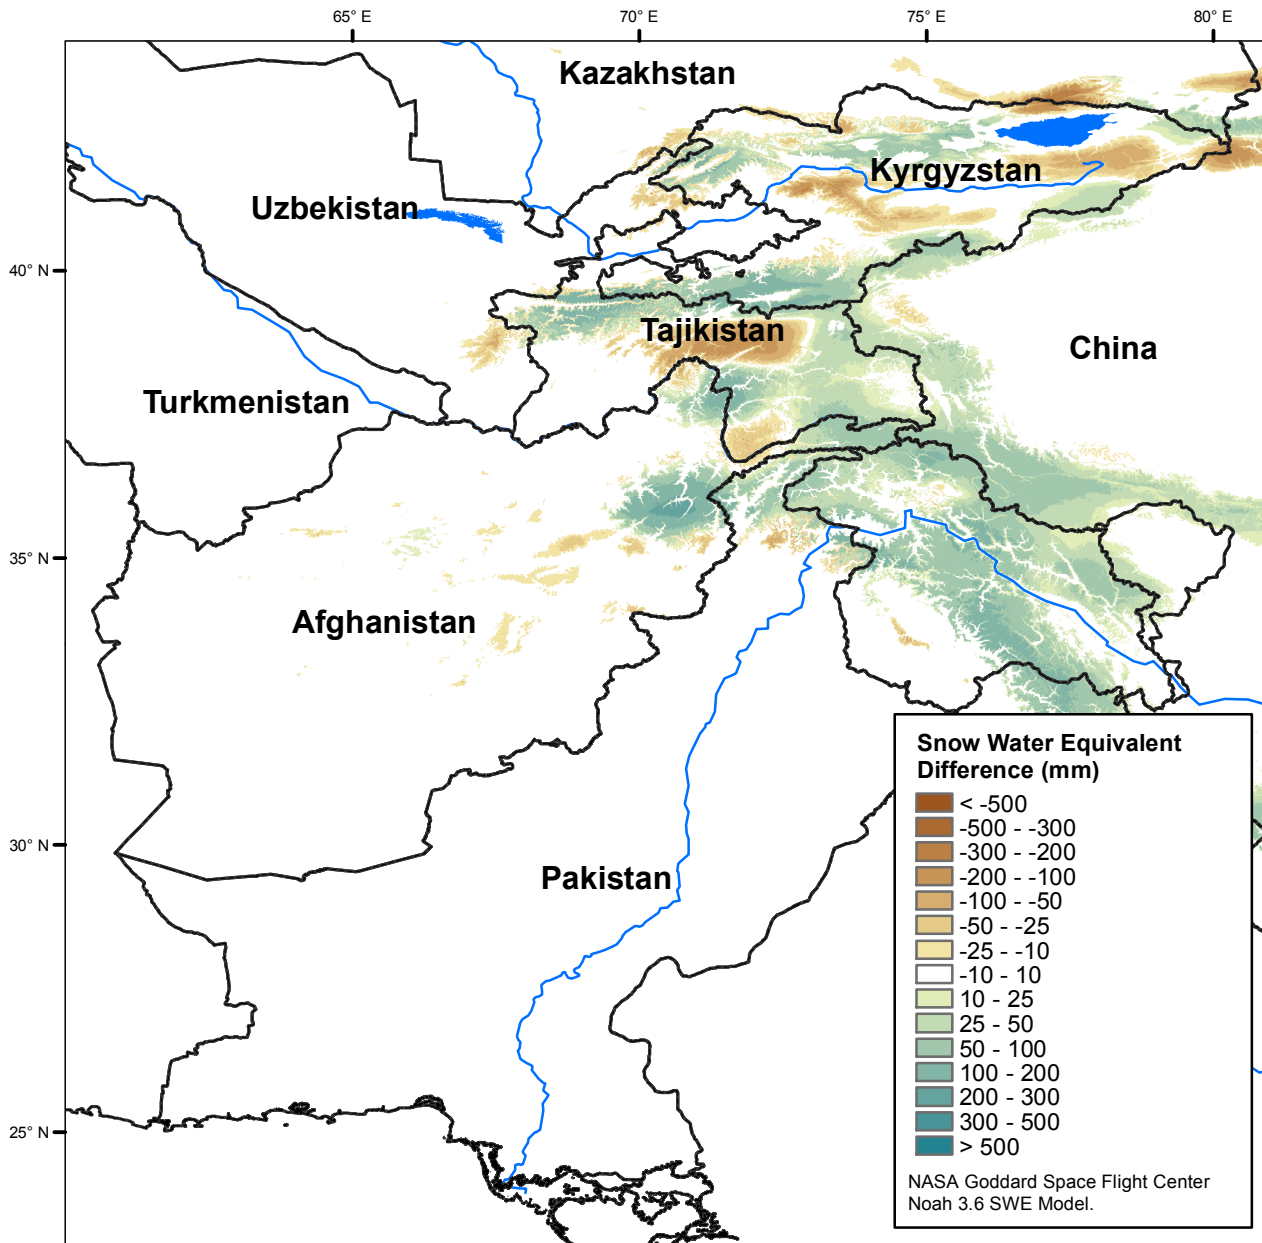 65° E
70° E
75° E
80° E
Kazakhstan
Kyrgyzstan
Uzbekistan
40° N
Tajikistan
China
Turkmenistan
35° N
Afghanistan
Snow Water Equivalent
Difference (mm)
< -500
-500 - -300
-300 - -200
-200 - -100
-100 - -50
-50 - -25
-25 - -10
-10 - 10
10 - 25
25 - 50
50 - 100
100 - 200
200 - 300
300 - 500
> 500
NASA Goddard Space Flight Center
Noah 3.6 SWE Model.
30° N
Pakistan
25° N